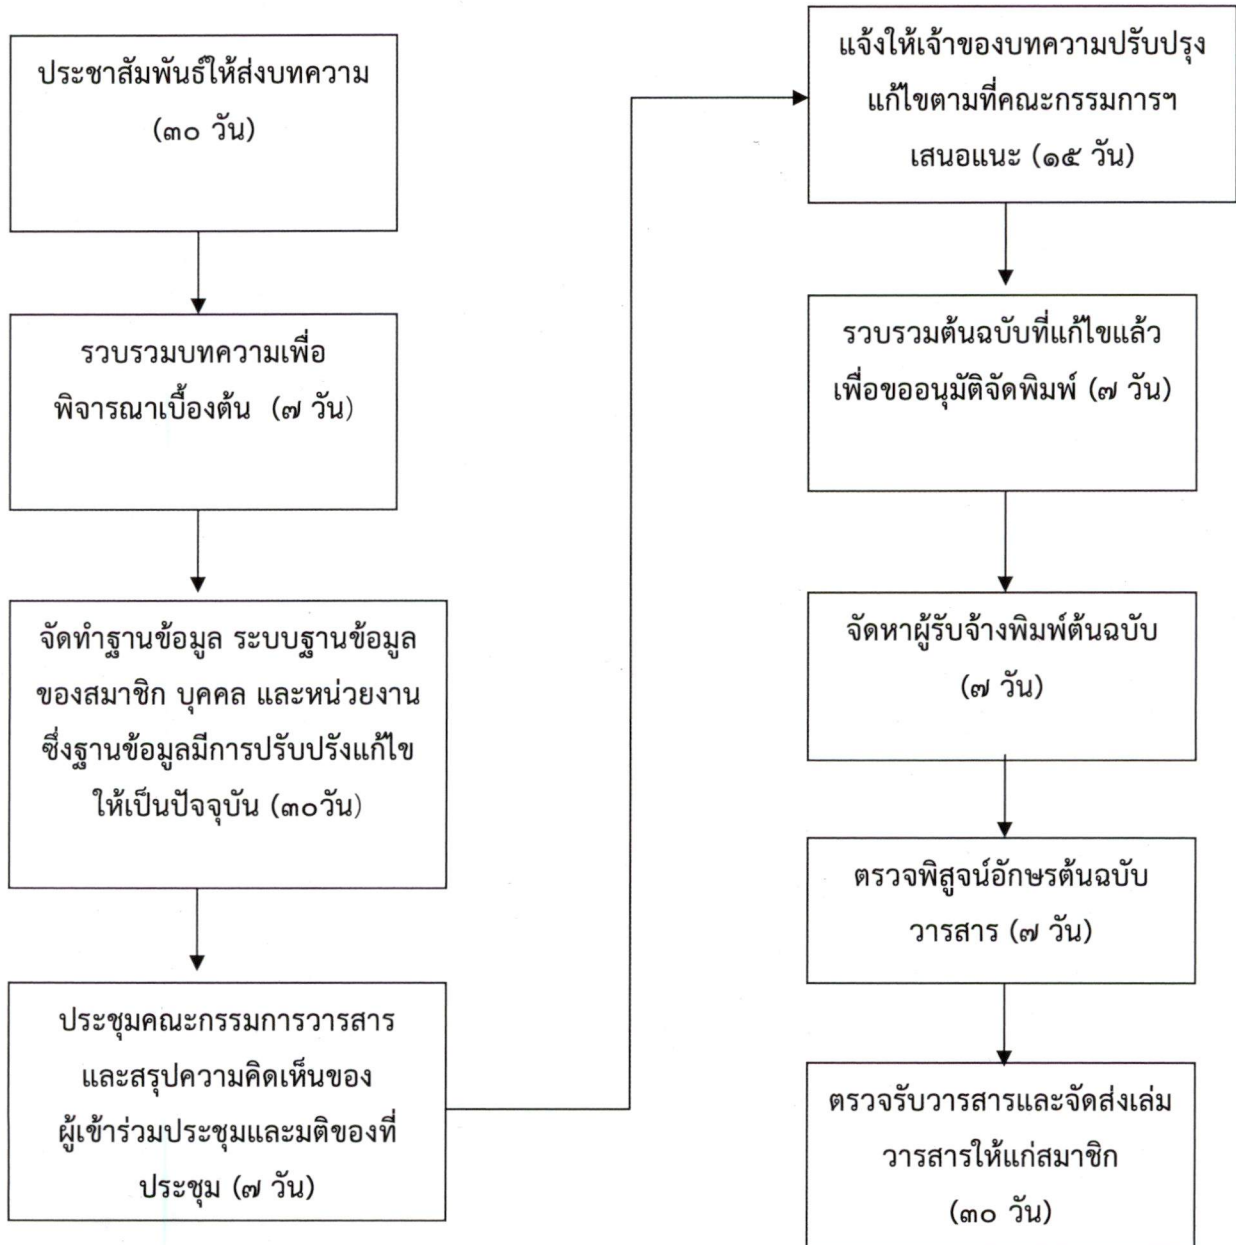 ประชาสัมพันธ์ให้ส่งบทความ
(๓๐ วัน)
รวบรวมบทความเพื่อ
พิจารณาเบื้องต้น (๗ วัน)
จัดทำฐานข้อมูล ระบบฐานข้อมูล
ของสมาชิก บุคคล และหน่วยงาน
ซึ่งฐานข้อมูลมีการปรับปรังแก้ไข
ให้เป็นปัจจุบัน (๓๐วัน)
ประชุมคณะกรรมการวารสาร
และสรุปความคิดเห็นของ
ผู้เข้าร่วมประชุมและมติของที่
ประชุม (๗ วัน)
แจ้งให้เจ้าของบทความปรับปรุง
แก้ไขตามที่คณะกรรมการฯ
เสนอแนะ (๑๕ วัน)
รวบรวมต้นฉบับที่แก้ไขแล้ว
เพื่อขออนุมัติจัดพิมพ์ (๗ วัน)
จัดหาผู้รับจ้างพิมพ์ต้นฉบับ
(๗ วัน)
ตรวจพิสูจน์อักษรต้นฉบับ
วารสาร (๗ วัน)
ตรวจรับวารสารและจัดส่งเล่ม
วารสารให้แก่สมาชิก
(๓๐ วัน)